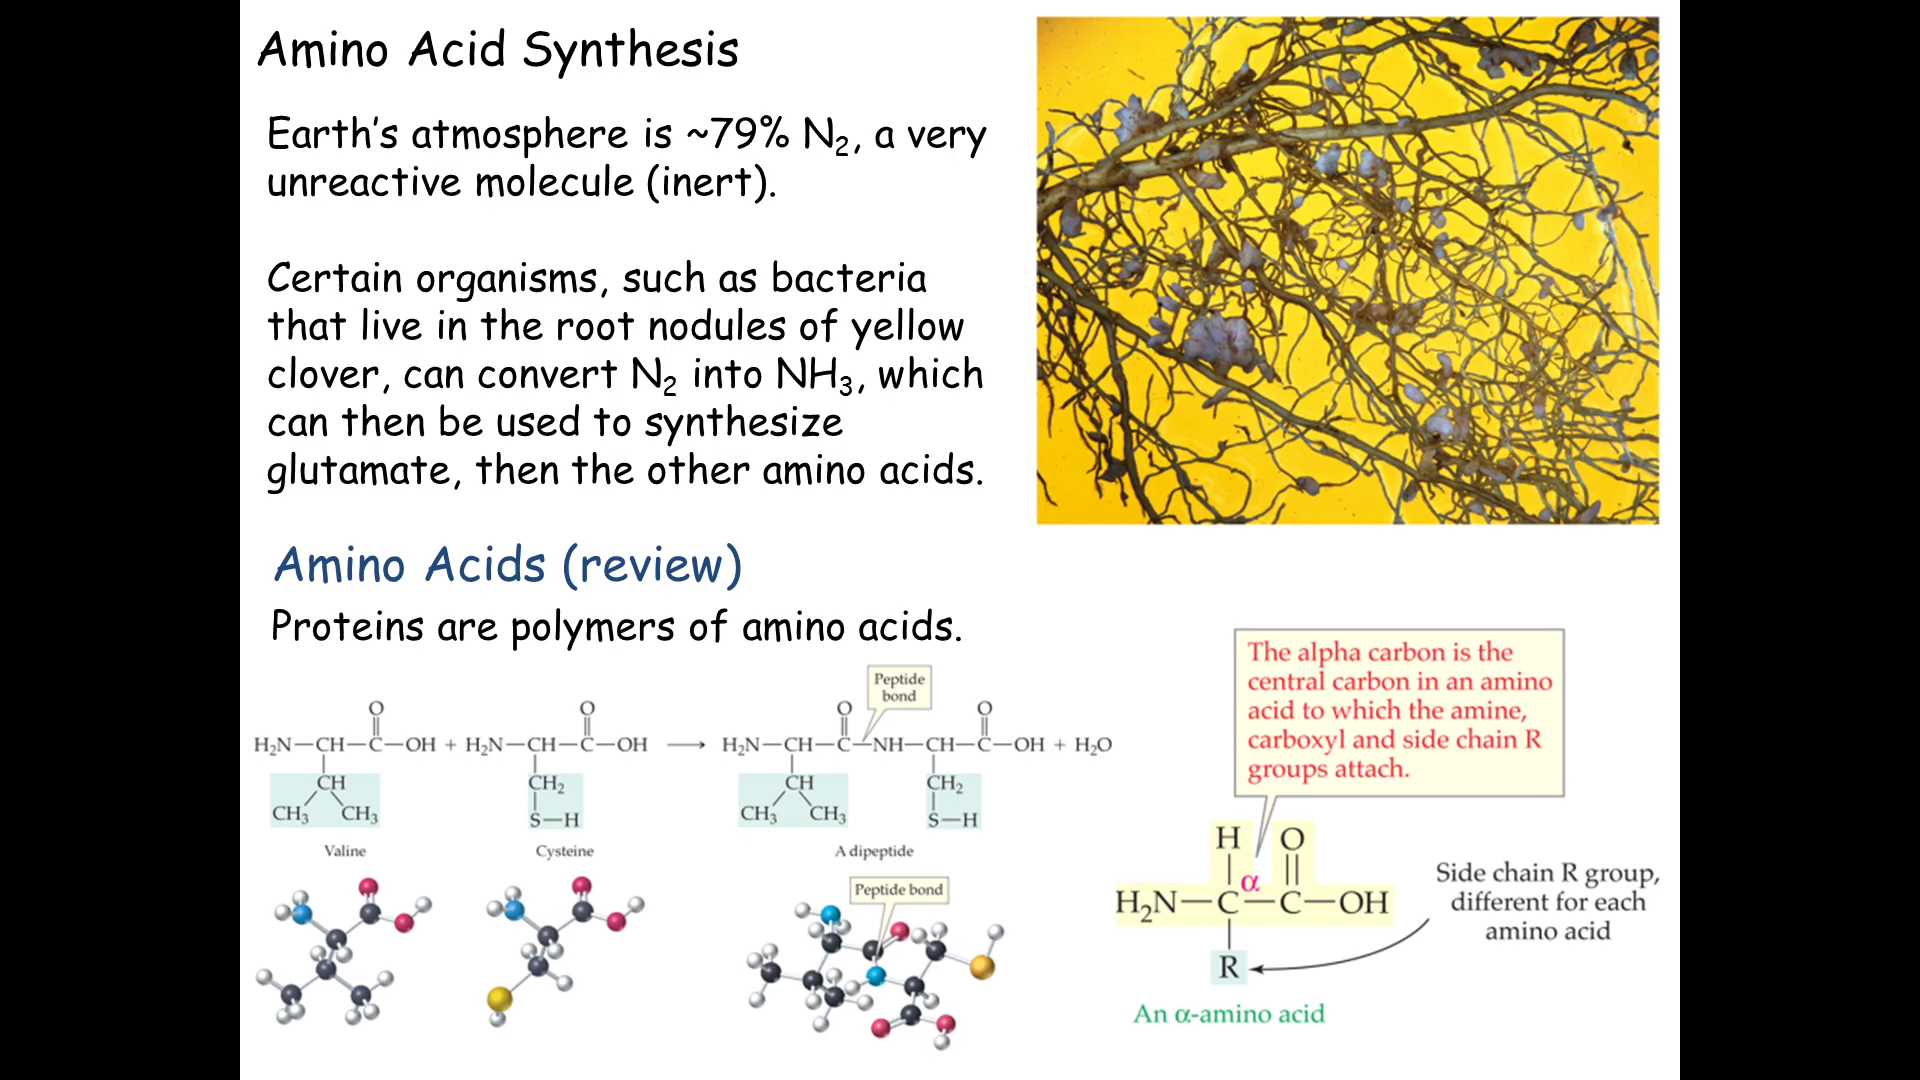 Amino Acid Synthesis
Earth's atmosphere is ~79% N₂, a very
unreactive molecule (inert).
Certain organisms, such as bacteria
that live in the root nodules of yellow
clover, can convert N₂ into NH₃, which
can then be used to synthesize
glutamate, then the other amino acids.
Amino Acids (review)
Proteins are polymers of amino acids.
Peptide
bond
O O O O
H₂N—CH—C—OH + H₂N—CH—C—OH ⟶ H₂N—CH—C—NH—CH—C—OH + H₂O
CH CH₂ CH CH₂
CH₃ CH₃ S—H CH₃ CH₃ S—H
Valine Cysteine A dipeptide
Peptide bond
The alpha carbon is the
central carbon in an amino
acid to which the amine,
carboxyl and side chain R
groups attach.
H O
α
H₂N—C—C—OH
R
Side chain R group,
different for each
amino acid
An α-amino acid